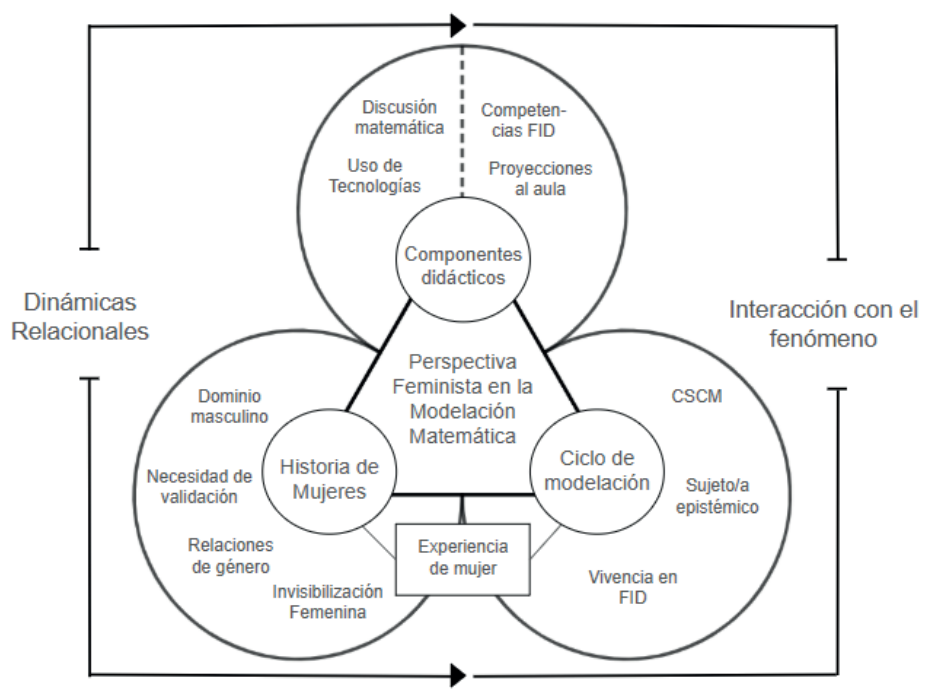 Discusión
matemática
Competen-
cias FID
Uso de
Tecnologías
Proyecciones
al aula
Componentes
didácticos
Dinámicas
Relacionales
Interacción con el
fenómeno
Perspectiva
Feminista en la
Modelación
Matemática
Dominio
masculino
CSCM
Historia de
Mujeres
Ciclo de
modelación
Necesidad de
validación
Sujeto/a
epistémico
Relaciones
de género
Experiencia
de mujer
Vivencia en
FID
Invisibilización
Femenina